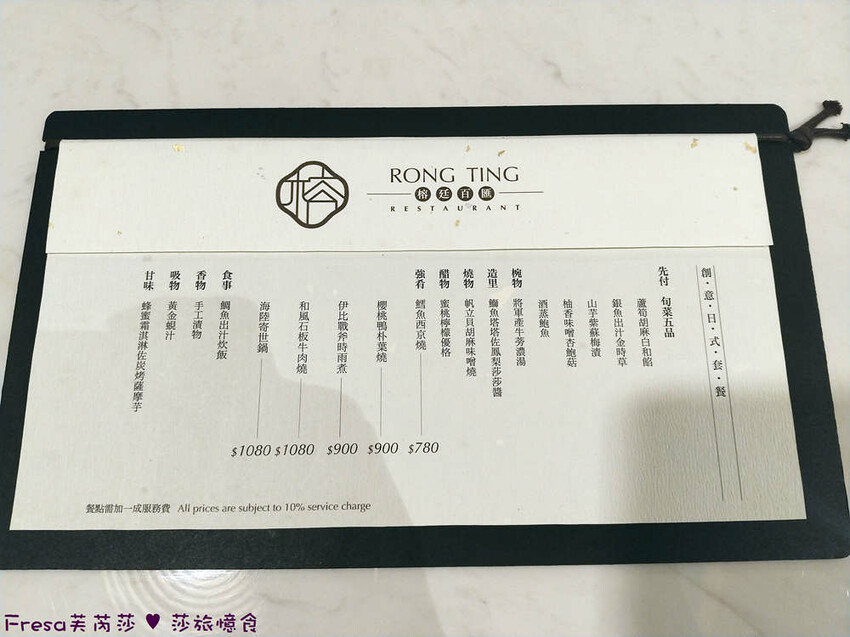 榕
RONG TING
榕廷百匯
RESTAURANT
創・意・日・式・套・餐
先付 旬菜五品
蘆筍胡麻白和餡
銀魚出汁金時草
山芋紫蘇梅漬
柚香味噌杏鮑菇
酒蒸鮑魚
椀物 將軍產牛蒡濃湯
造里 鰤魚塔塔佐鳳梨莎莎醬
燒物 帆立貝胡麻味噌燒
醋物 蜜桃檸檬優格
強肴 鱈魚西京燒 $780
櫻桃鴨朴葉燒 $900
伊比戰斧時雨煮 $900
和風石板牛肉燒 $1080
海陸寄世鍋 $1080
食事 鯛魚出汁炊飯
香物 手工漬物
吸物 黃金蜆汁
甘味 蜂蜜霜淇淋佐炭烤薩摩芋
餐點需加一成服務費 All prices are subject to 10% service charge
Fresa芙芮莎 ♥ 莎旅憶食